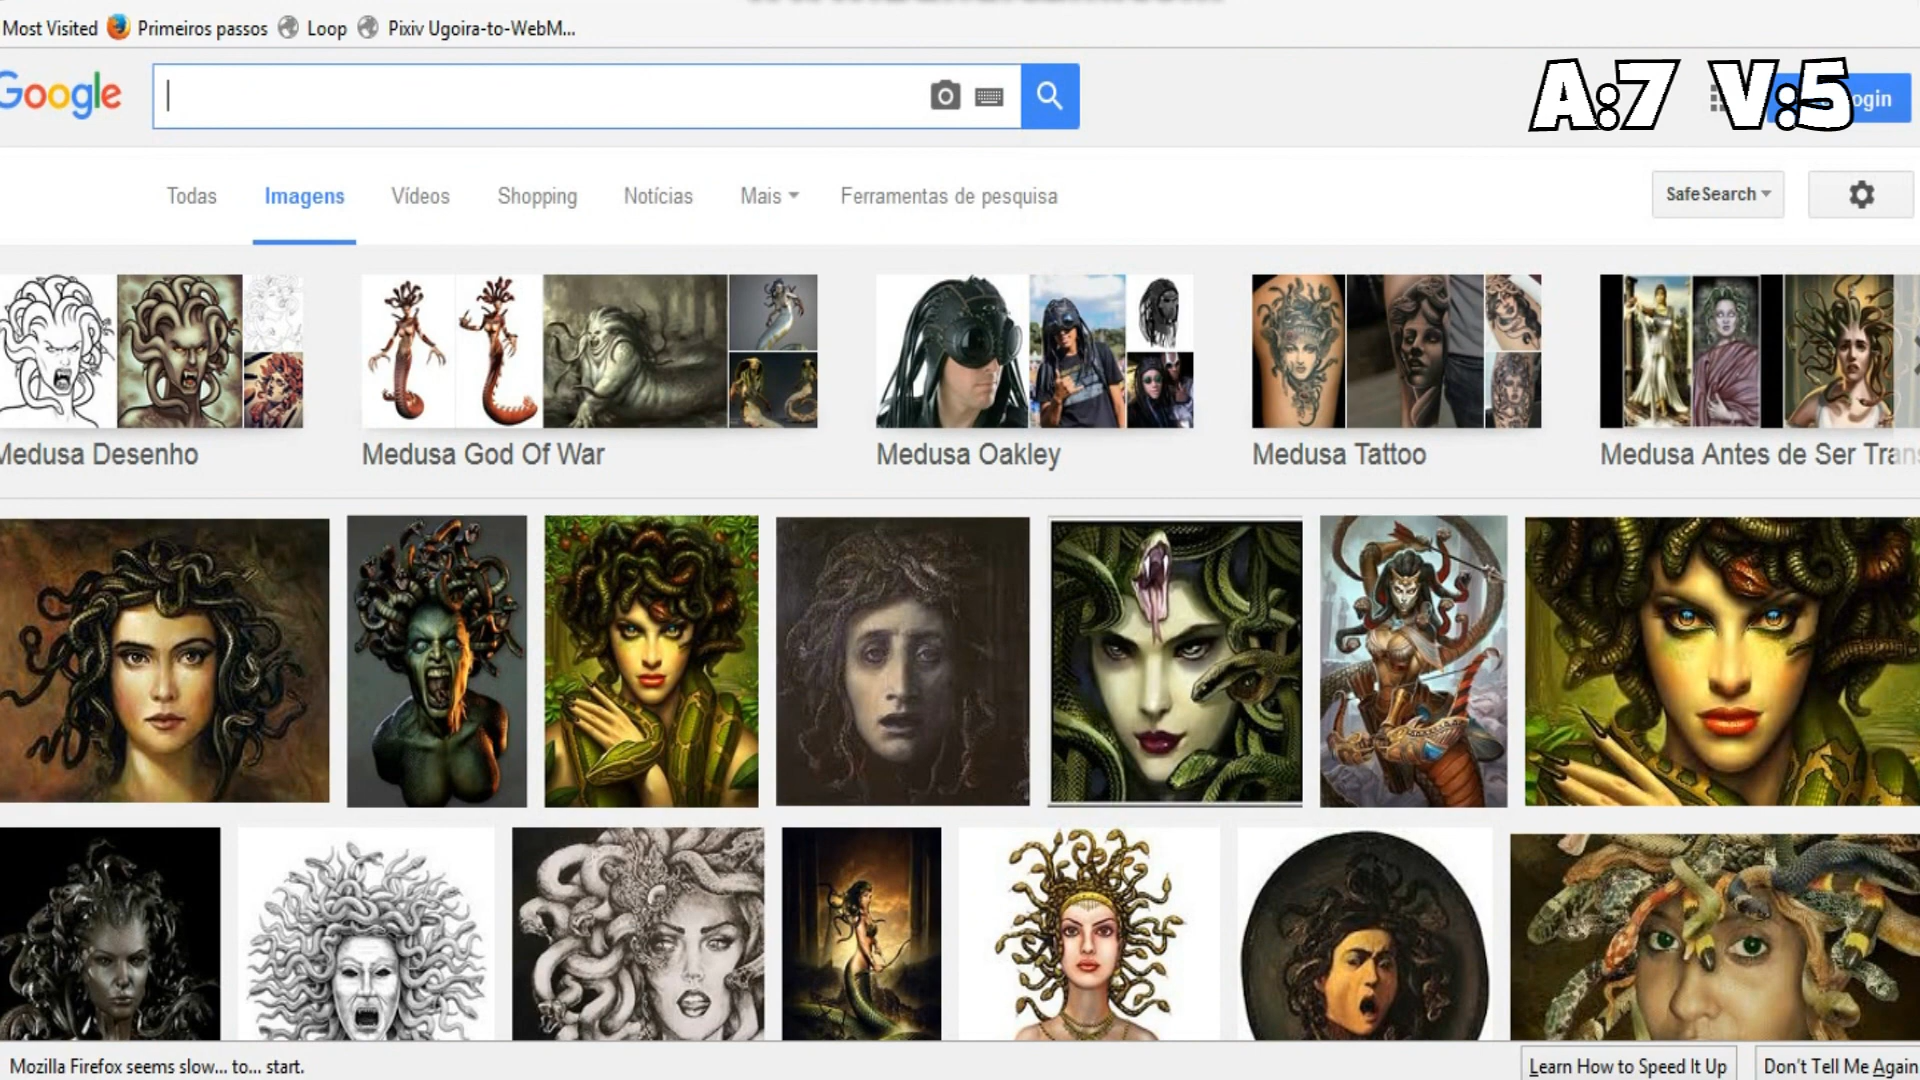 Most Visited Primeiros passos Loop Pixiv Ugoira-to-WebM...
Google
A:7 V:5
ogin
Todas Imagens Vídeos Shopping Notícias Mais Ferramentas de pesquisa
SafeSearch
Medusa Desenho Medusa God Of War Medusa Oakley Medusa Tattoo Medusa Antes de Ser Trans
Mozilla Firefox seems slow... to... start.
Learn How to Speed It Up Don't Tell Me Again